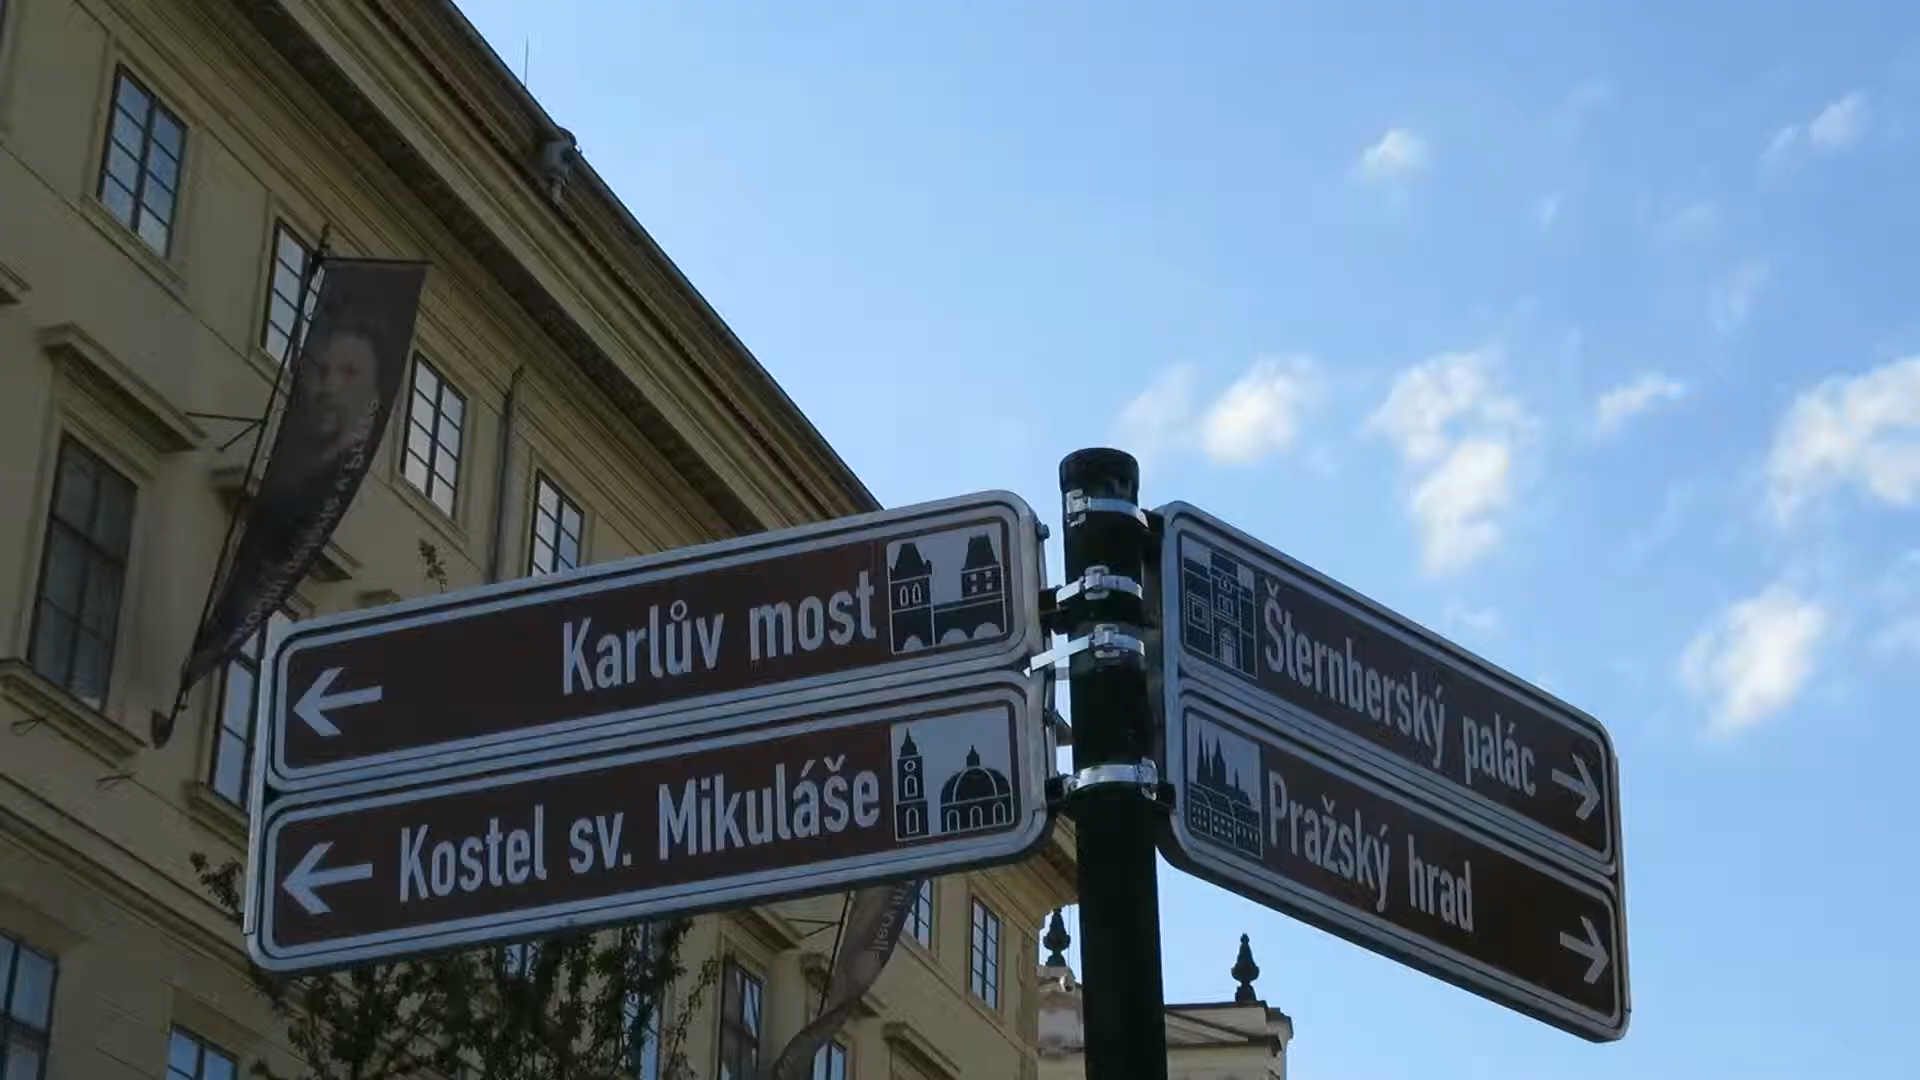 Karlův most
Kostel sv. Mikuláše
Šternberský palác
Pražský hrad